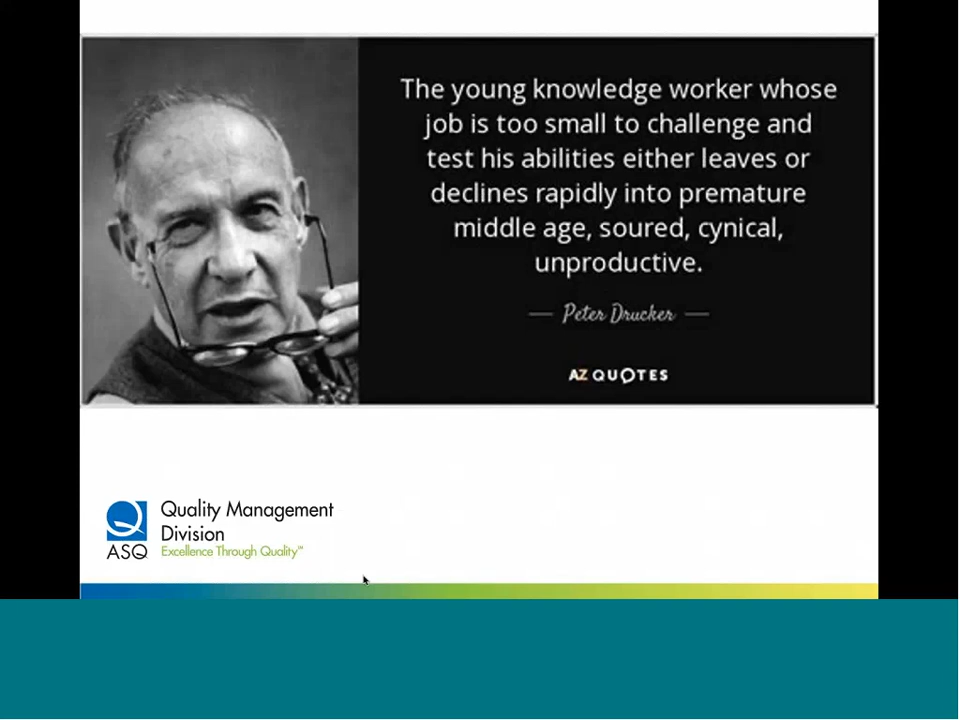 The young knowledge worker whose
job is too small to challenge and
test his abilities either leaves or
declines rapidly into premature
middle age, soured, cynical,
unproductive.
— Peter Drucker —
AZ QUOTES
Quality Management
Division
ASQ Excellence Through Quality™